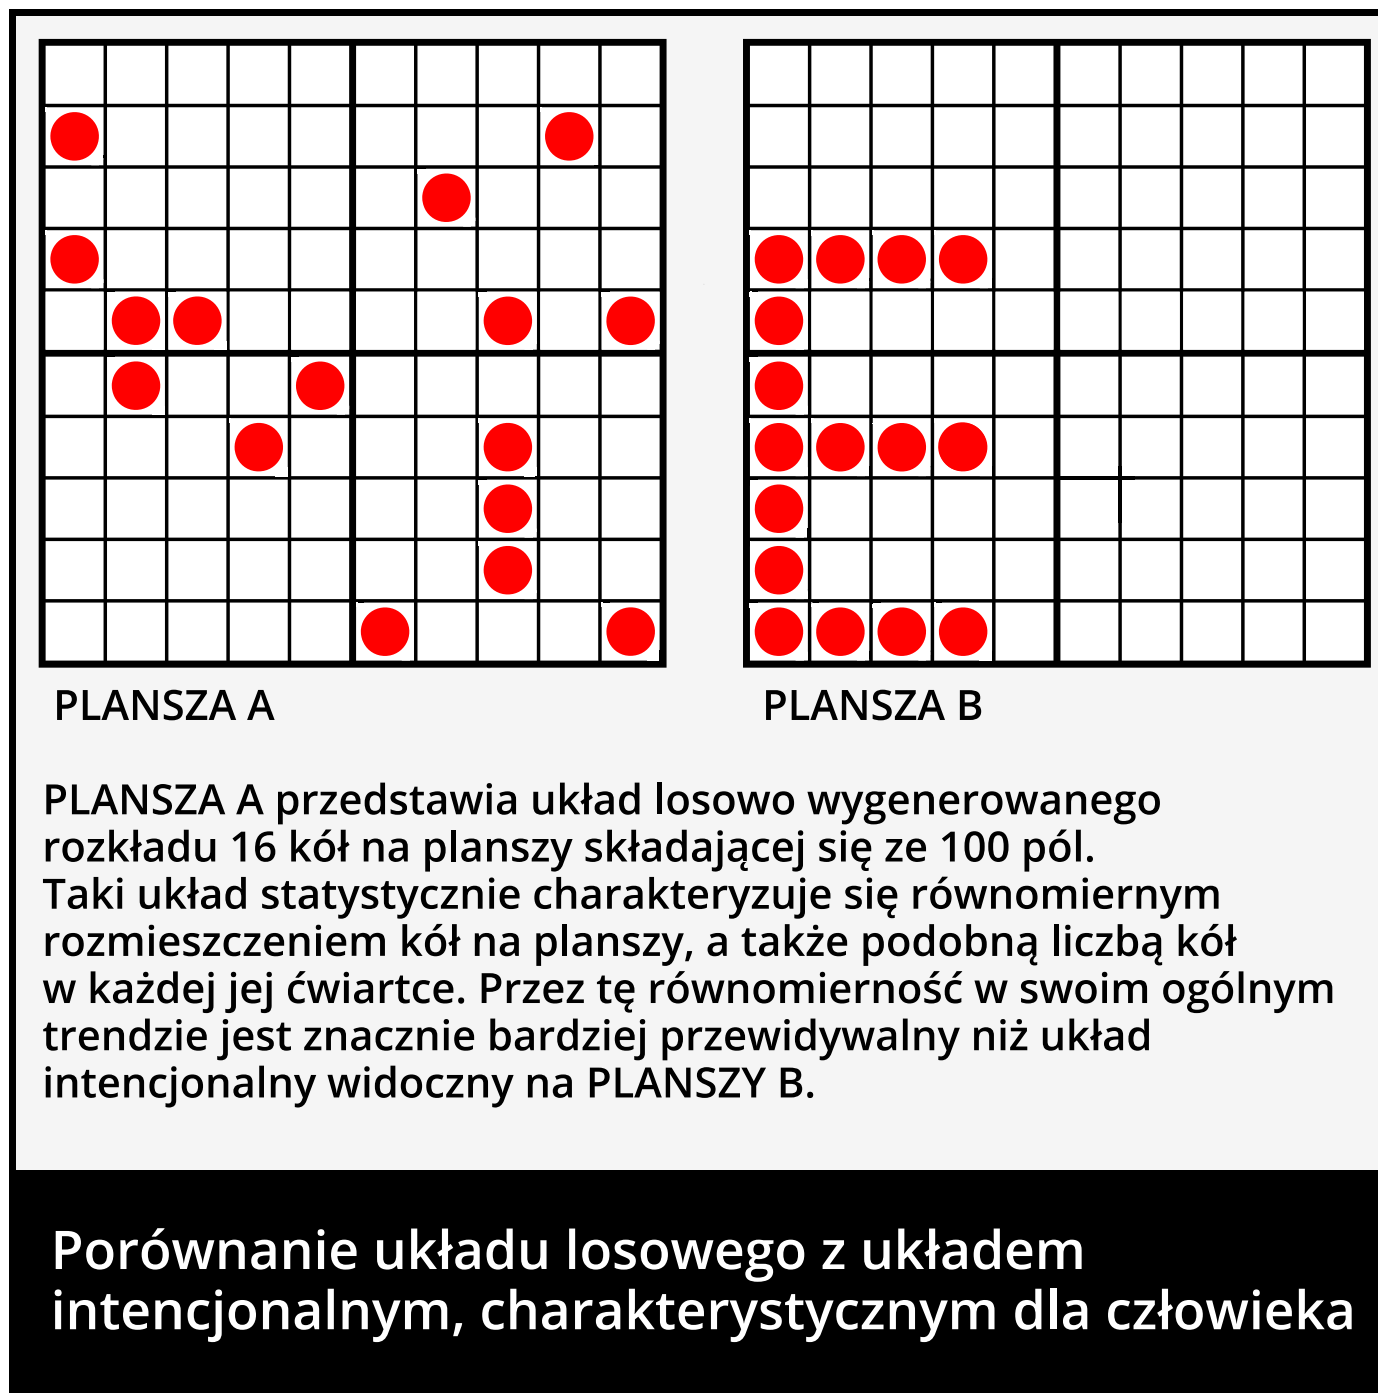 PLANSZA A
PLANSZA B
PLANSZA A przedstawia układ losowo wygenerowanego
rozkładu 16 kół na planszy składającej się ze 100 pól.
Taki układ statystycznie charakteryzuje się równomiernym
rozmieszczeniem kół na planszy, a także podobną liczbą kół
w każdej jej ćwiartce. Przez tę równomierność w swoim ogólnym
trendzie jest znacznie bardziej przewidywalny niż układ
intencjonalny widoczny na PLANSZY B.
Porównanie układu losowego z układem
intencjonalnym, charakterystycznym dla człowieka